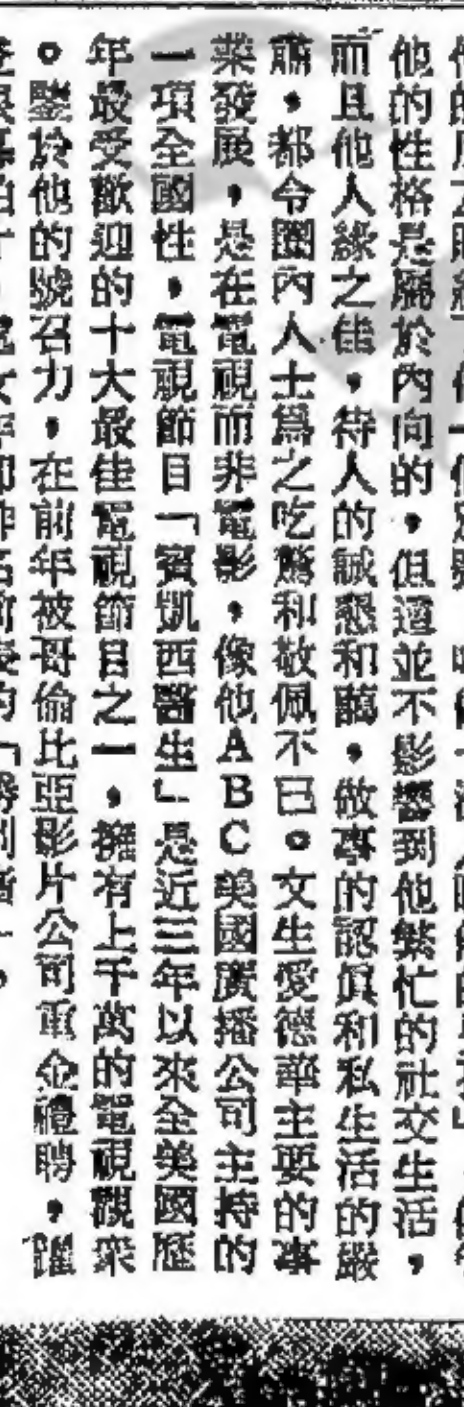 他的性格是屬於內向的，但這並不影響到他繁忙的社交生活，
而且他人緣之佳，待人的誠懇和藹，做事的認眞和私生活的嚴
肅，都令圈內人士爲之吃驚和敬佩不已。文生愛德華主要的事
業發展，是在電視而非電影，像他ＡＢＣ美國廣播公司主持的
一項全國性，電視節目「賓凱西醫生」是近三年以來全美國歷
年最受歡迎的十大最佳電視節目之一，擁有上千萬的電視觀衆
。鑒於他的號召力，在前年被哥倫比亞影片公司重金禮聘，躍